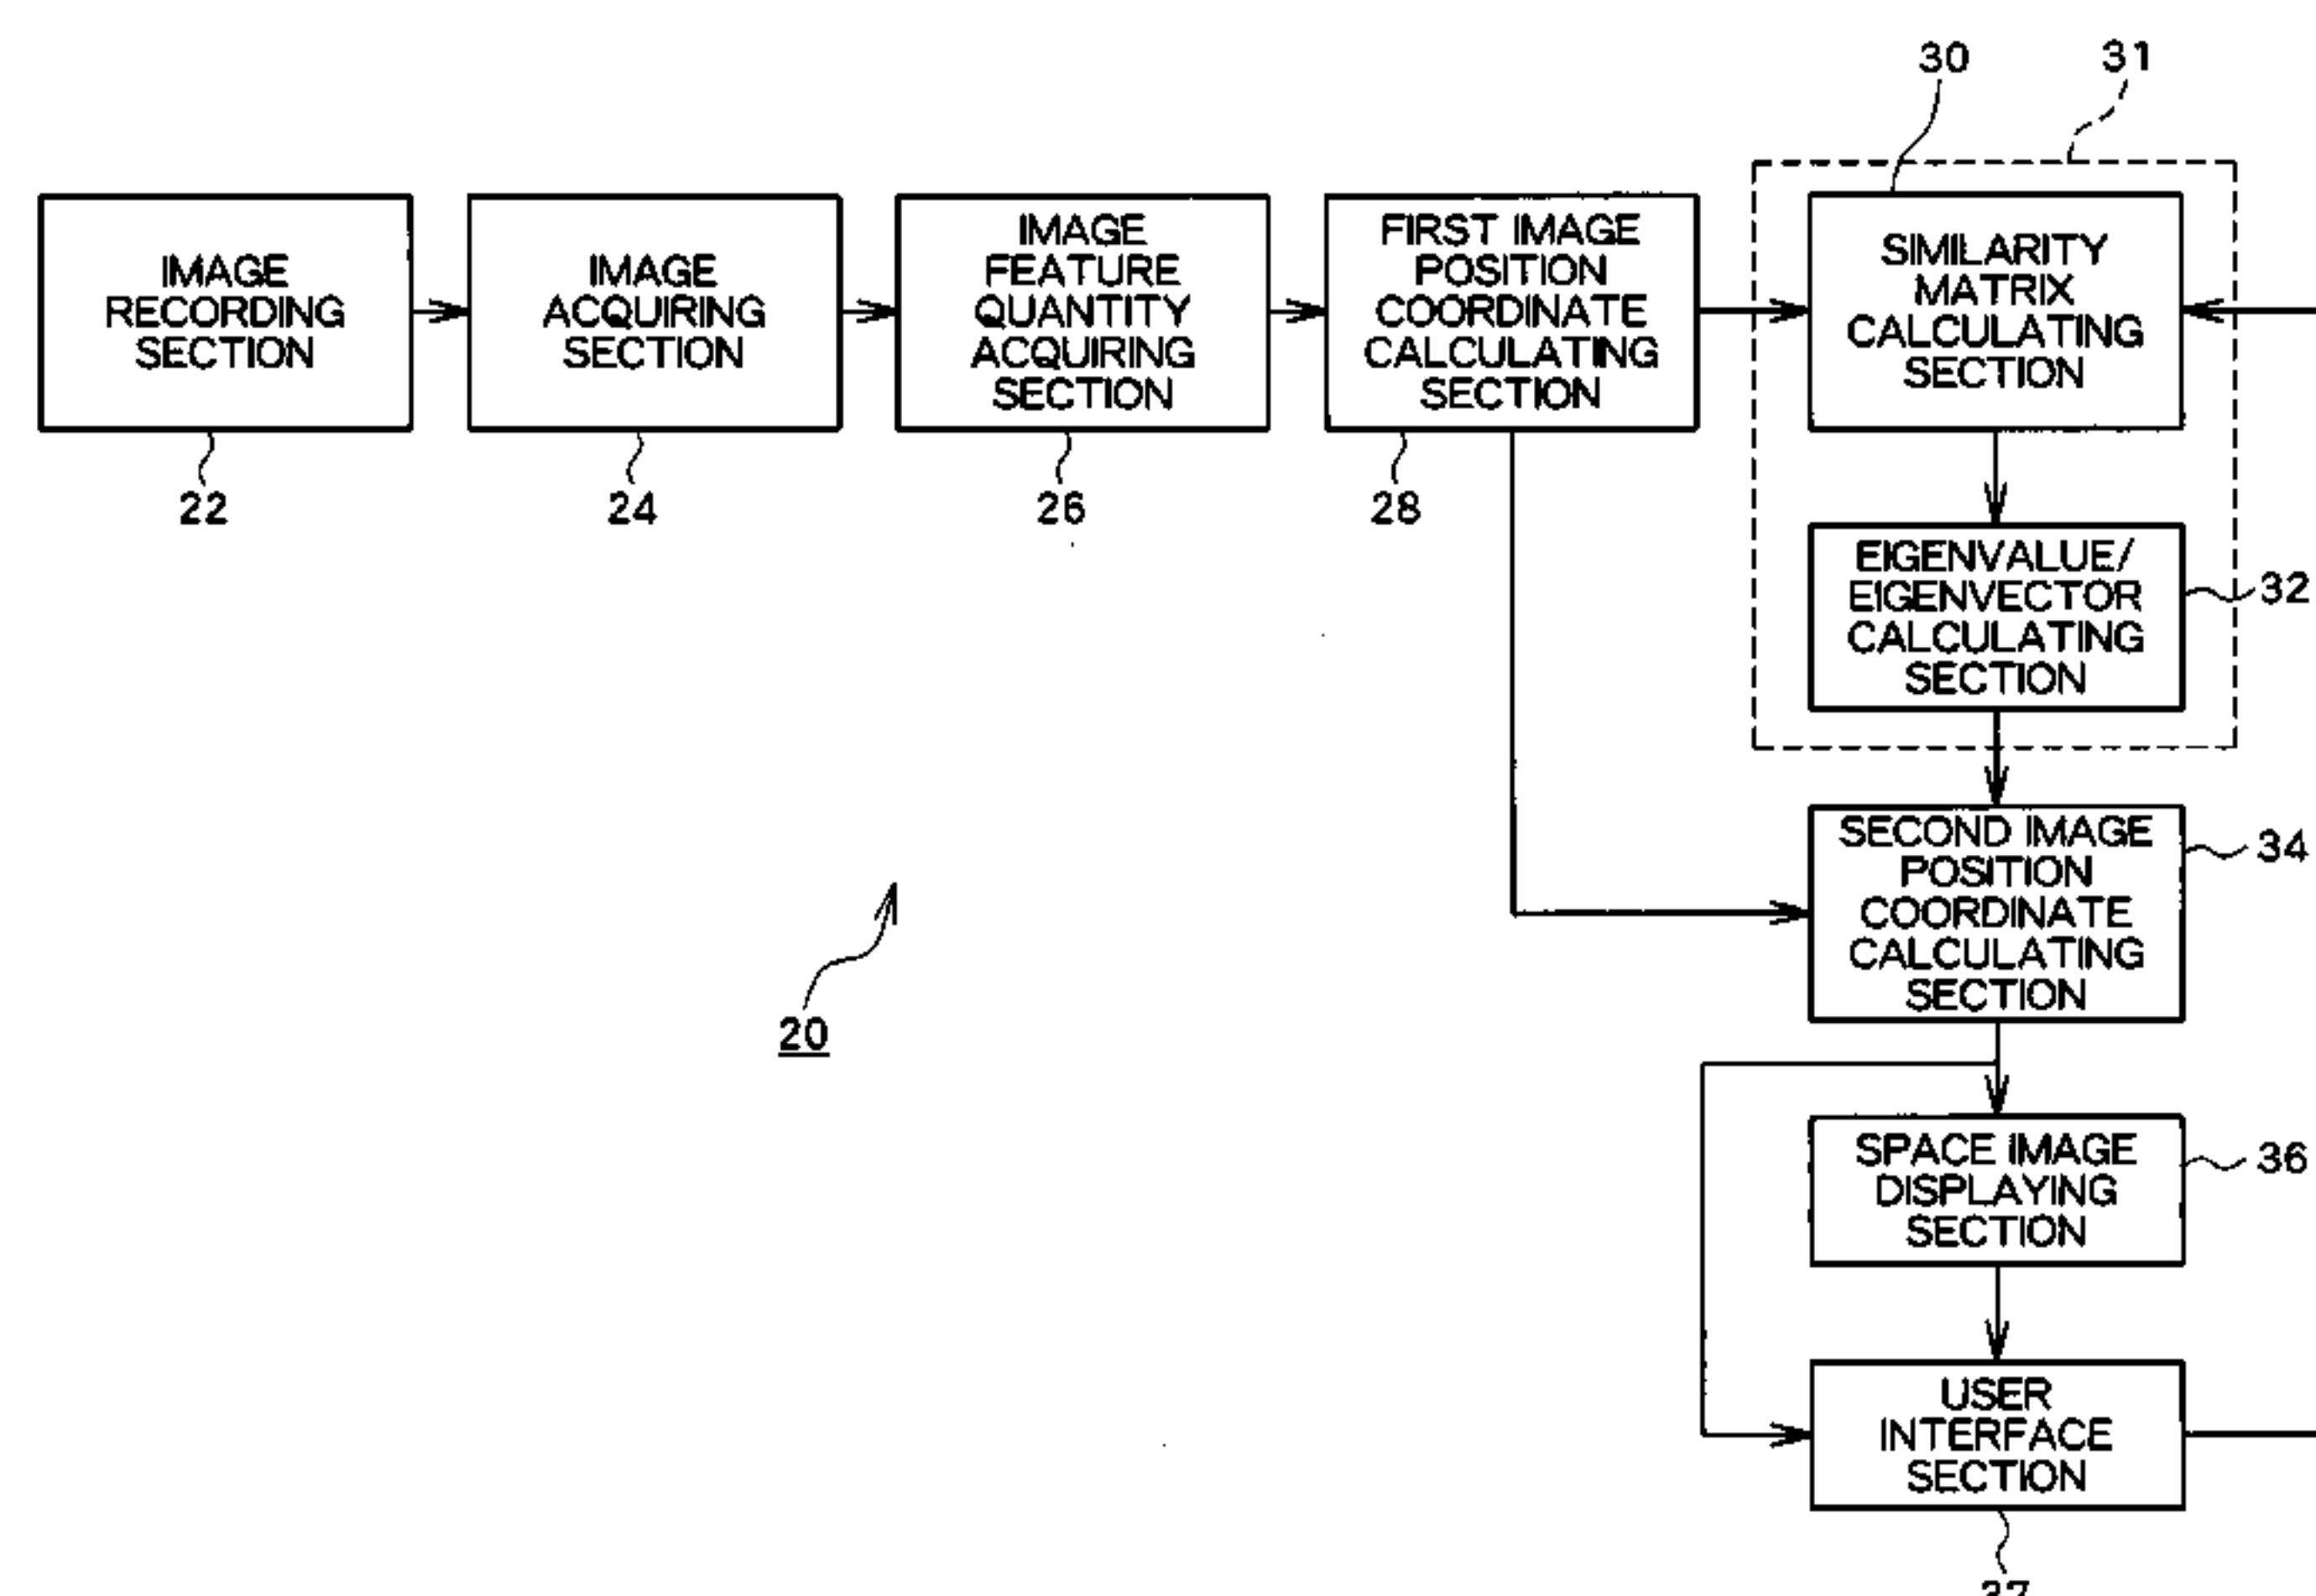 30
31
IMAGE
RECORDING
SECTION
IMAGE
ACQUIRING
SECTION
IMAGE
FEATURE
QUANTITY
ACQUIRING
SECTION
FIRST IMAGE
POSITION
COORDINATE
CALCULATING
SECTION
SIMILARITY
MATRIX
CALCULATING
SECTION
22
24
26
28
EIGENVALUE/
EIGENVECTOR
CALCULATING
SECTION
32
SECOND IMAGE
POSITION
COORDINATE
CALCULATING
SECTION
34
20
SPACE IMAGE
DISPLAYING
SECTION
36
USER
INTERFACE
SECTION